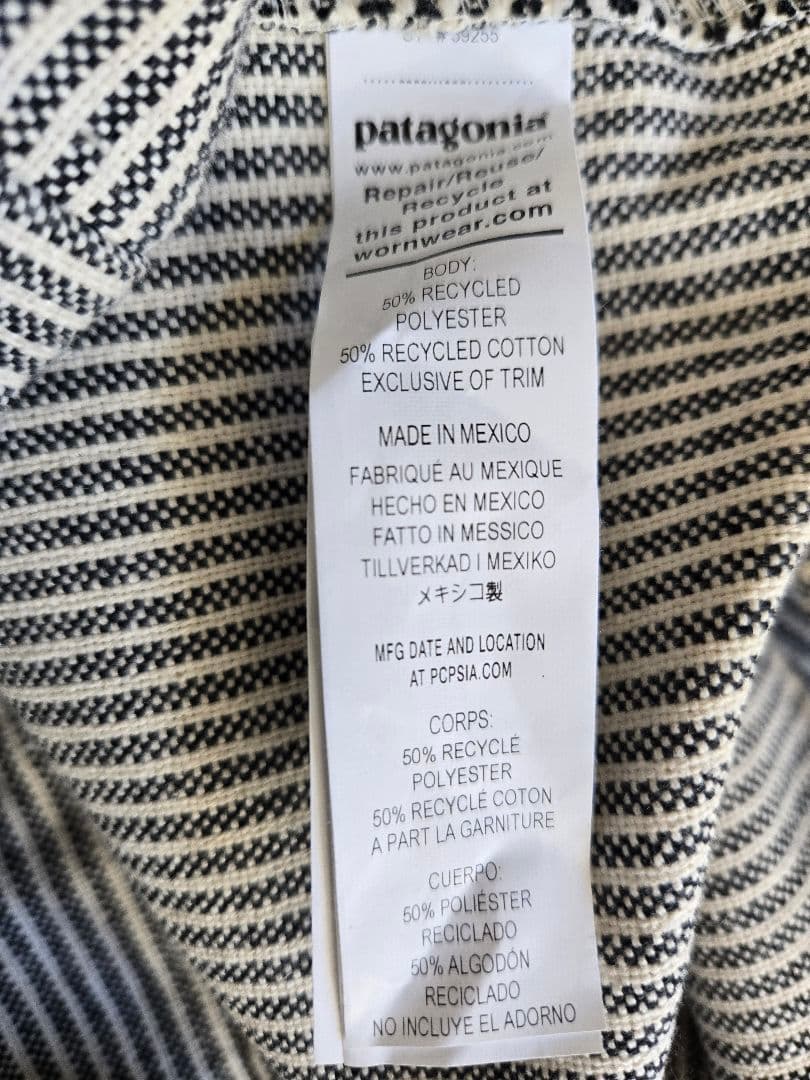 39255
patagonia
www.patagonia.com
Repair/Reuse/
Recycle
this product at
wornwear.com
BODY:
50% RECYCLED
POLYESTER
50% RECYCLED COTTON
EXCLUSIVE OF TRIM
MADE IN MEXICO
FABRIQUÉ AU MEXIQUE
HECHO EN MEXICO
FATTO IN MESSICO
TILLVERKAD I MEXIKO
メキシコ製
MFG DATE AND LOCATION
AT PCPSIA.COM
CORPS:
50% RECYCLÉ
POLYESTER
50% RECYCLÉ COTON
A PART LA GARNITURE
CUERPO:
50% POLIÉSTER
RECICLADO
50% ALGODÓN
RECICLADO
NO INCLUYE EL ADORNO